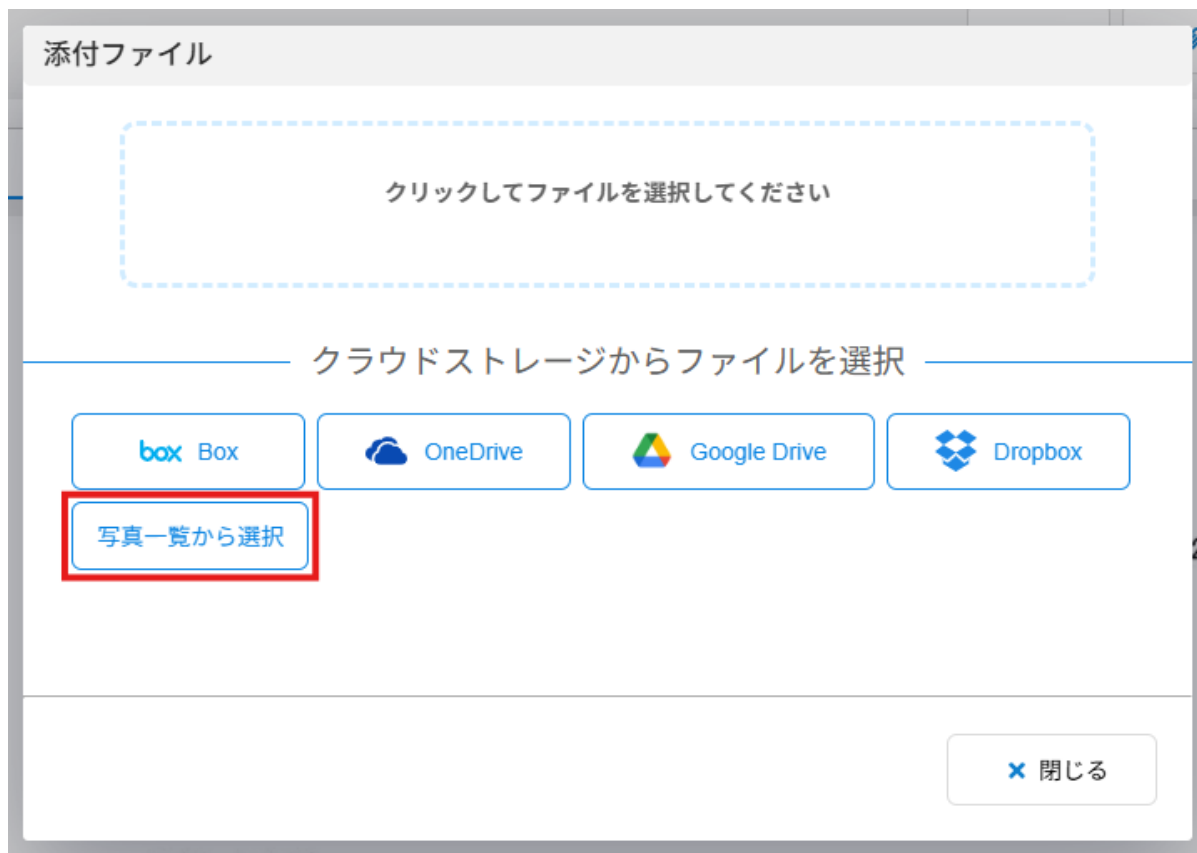 添付ファイル
クリックしてファイルを選択してください
クラウドストレージからファイルを選択
box Box OneDrive Google Drive Dropbox
写真一覧から選択
× 閉じる